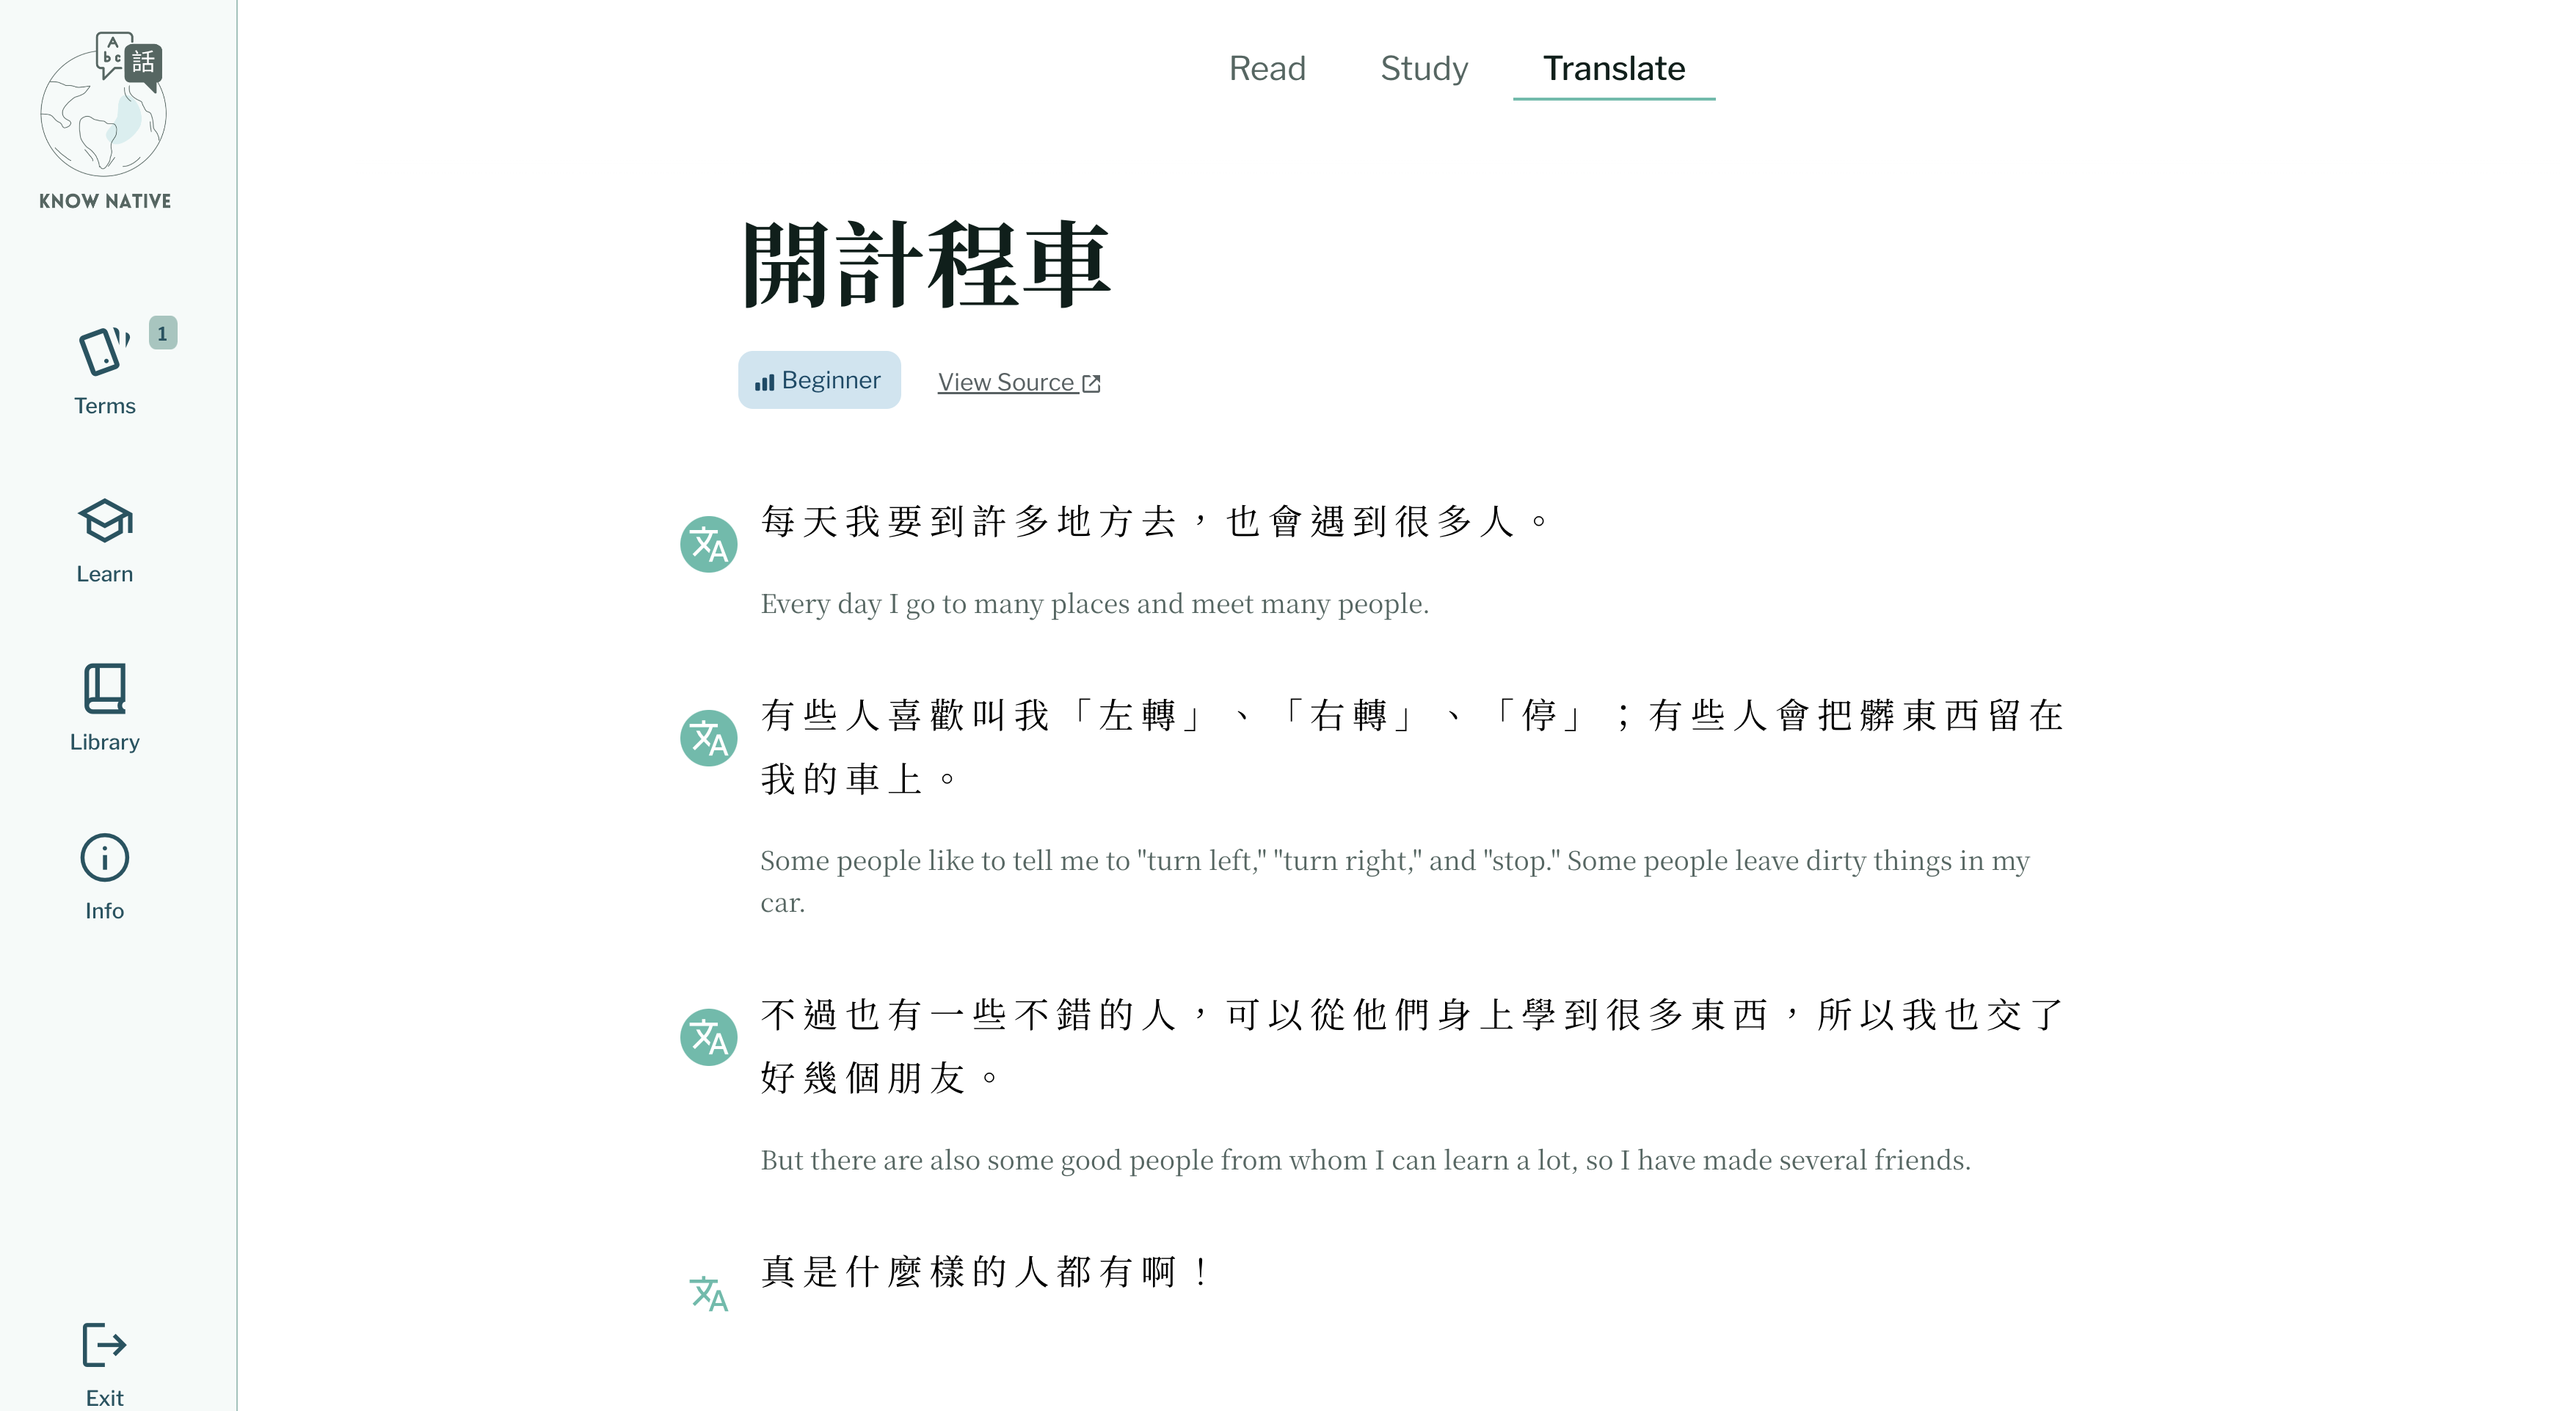 A
b c
話
KNOW NATIVE
1
Terms
Learn
Library
Info
Exit
Read
Study
Translate
開計程車
Beginner
View Source
文A
每天我要到許多地方去，也會遇到很多人。
Every day I go to many places and meet many people.
文A
有些人喜歡叫我「左轉」、「右轉」、「停」；有些人會把髒東西留在
我的車上。
Some people like to tell me to "turn left," "turn right," and "stop." Some people leave dirty things in my
car.
文A
不過也有一些不錯的人，可以從他們身上學到很多東西，所以我也交了
好幾個朋友。
But there are also some good people from whom I can learn a lot, so I have made several friends.
文A
真是什麼樣的人都有啊！